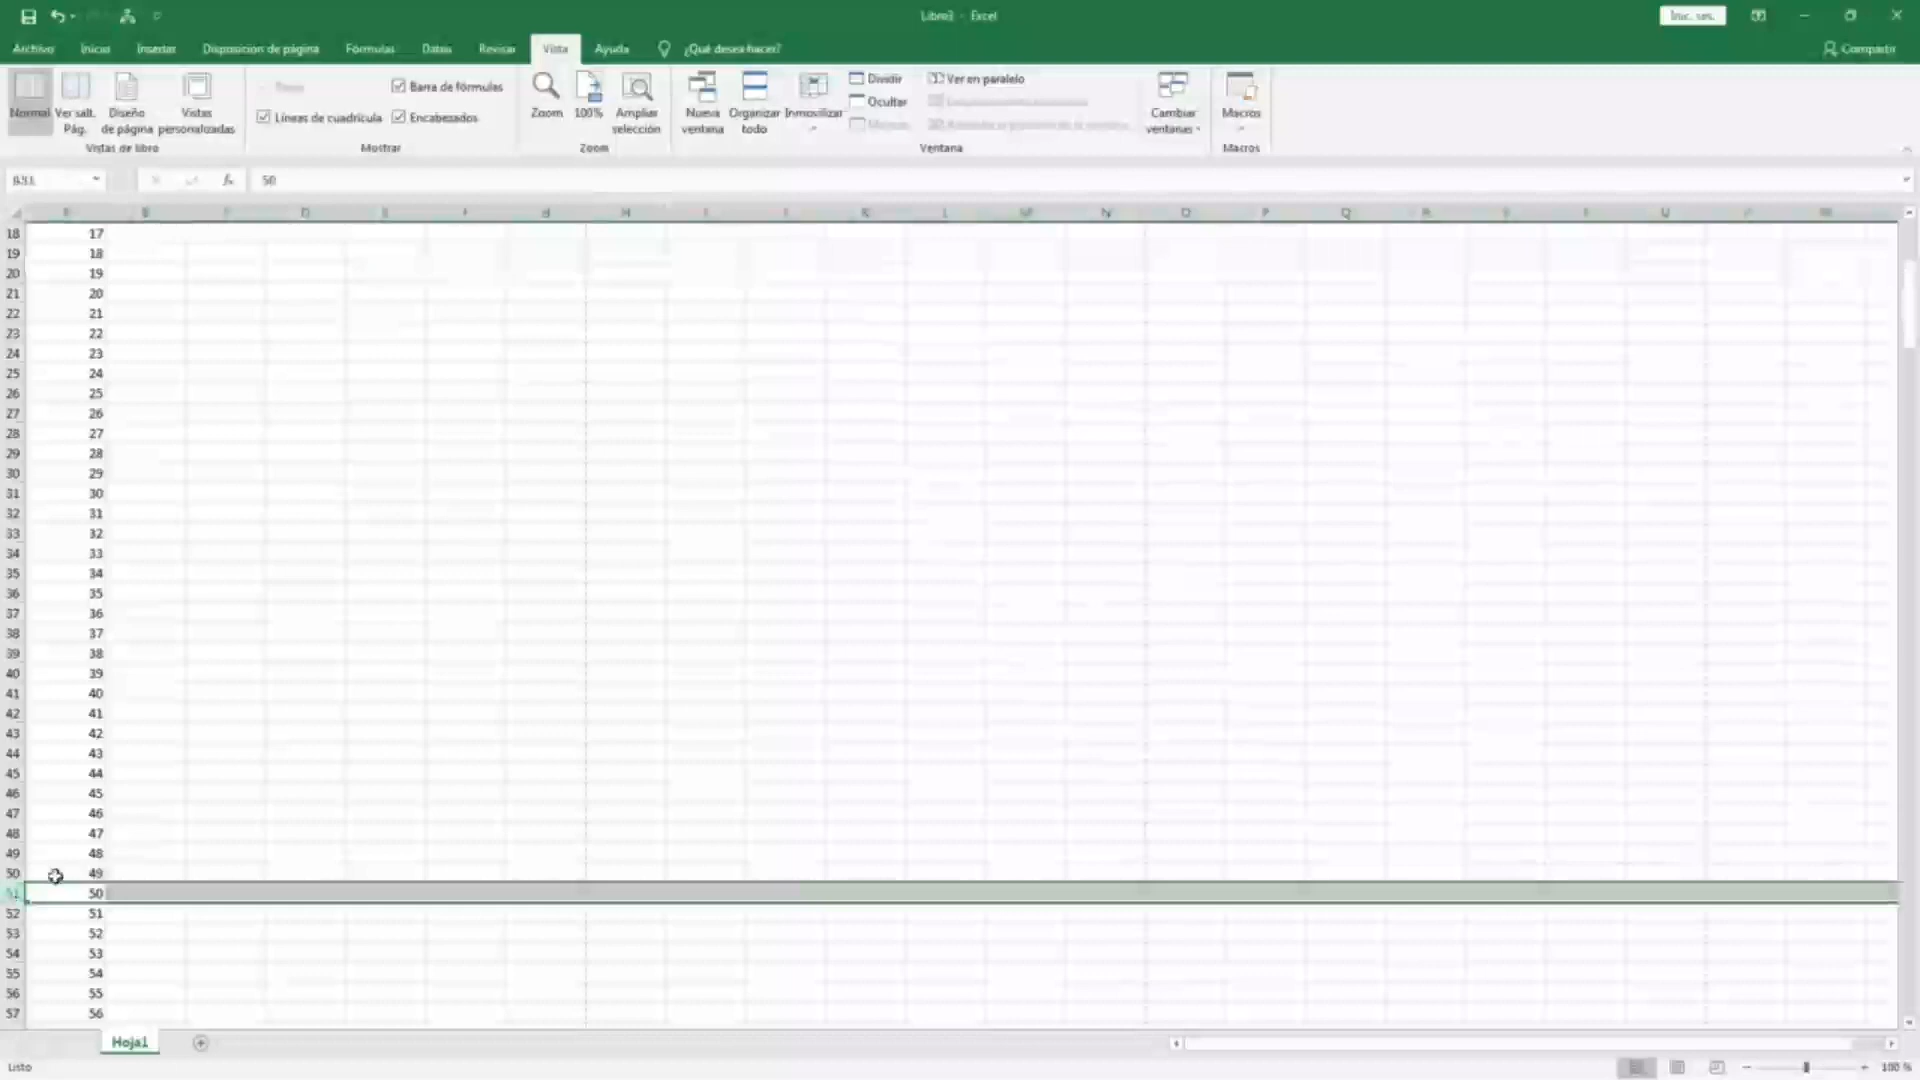 Libro3 - Excel
Inic. ses.
Archivo Inicio Insertar Disposición de página Fórmulas Datos Revisar Vista Ayuda ¿Qué desea hacer? Compartir
Normal
Ver salt. Pág.
Diseño de página
Vistas personalizadas
Vistas de libro
Barra de fórmulas
Líneas de cuadrícula
Encabezados
Mostrar
Zoom
100%
Ampliar selección
Zoom
Nueva ventana
Organizar todo
Inmovilizar
Dividir
Ocultar
Ver en paralelo
Cambiar ventanas
Ventana
Macros
Macros
fx 50
18 17
19 18
20 19
21 20
22 21
23 22
24 23
25 24
26 25
27 26
28 27
29 28
30 29
31 30
32 31
33 32
34 33
35 34
36 35
37 36
38 37
39 38
40 39
41 40
42 41
43 42
44 43
45 44
46 45
47 46
48 47
49 48
50 49
51 50
52 51
53 52
54 53
55 54
56 55
57 56
Hoja1
Listo
100 %